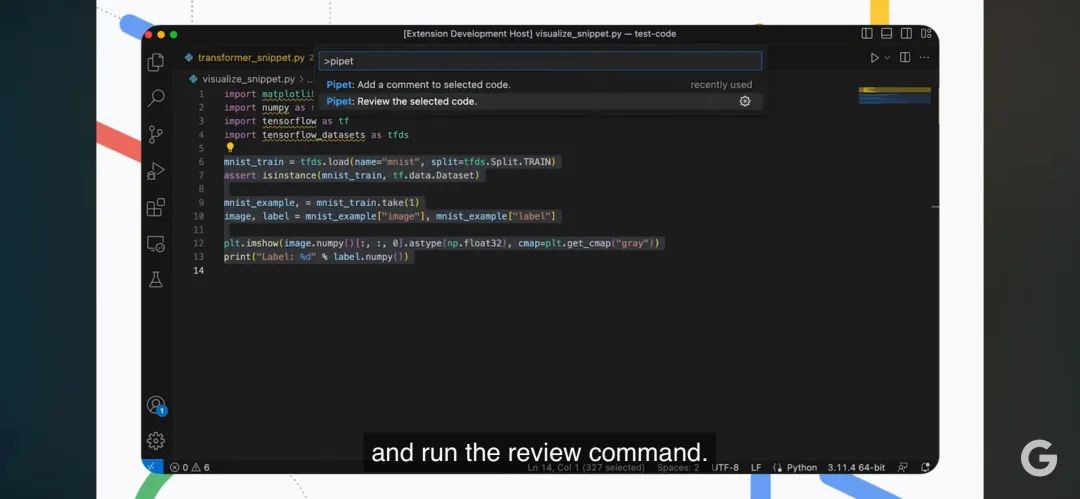 [Extension Development Host] visualize_snippet.py — test-code
transformer_snippet.py 2
>pipet
visualize_snippet.py > ...
Pipet: Add a comment to selected code. recently used
Pipet: Review the selected code.
1 import matplotli
2 import numpy as
3 import tensorflow as tf
4 import tensorflow_datasets as tfds
5
6 mnist_train = tfds.load(name="mnist", split=tfds.Split.TRAIN)
7 assert isinstance(mnist_train, tf.data.Dataset)
8
9 mnist_example, = mnist_train.take(1)
10 image, label = mnist_example["image"], mnist_example["label"]
11
12 plt.imshow(image.numpy()[:, :, 0].astype(np.float32), cmap=plt.get_cmap("gray"))
13 print("Label: %d" % label.numpy())
14
1
and run the review command.
0 6 Ln 14, Col 1 (327 selected) Spaces: 2 UTF-8 LF Python 3.11.4 64-bit
G